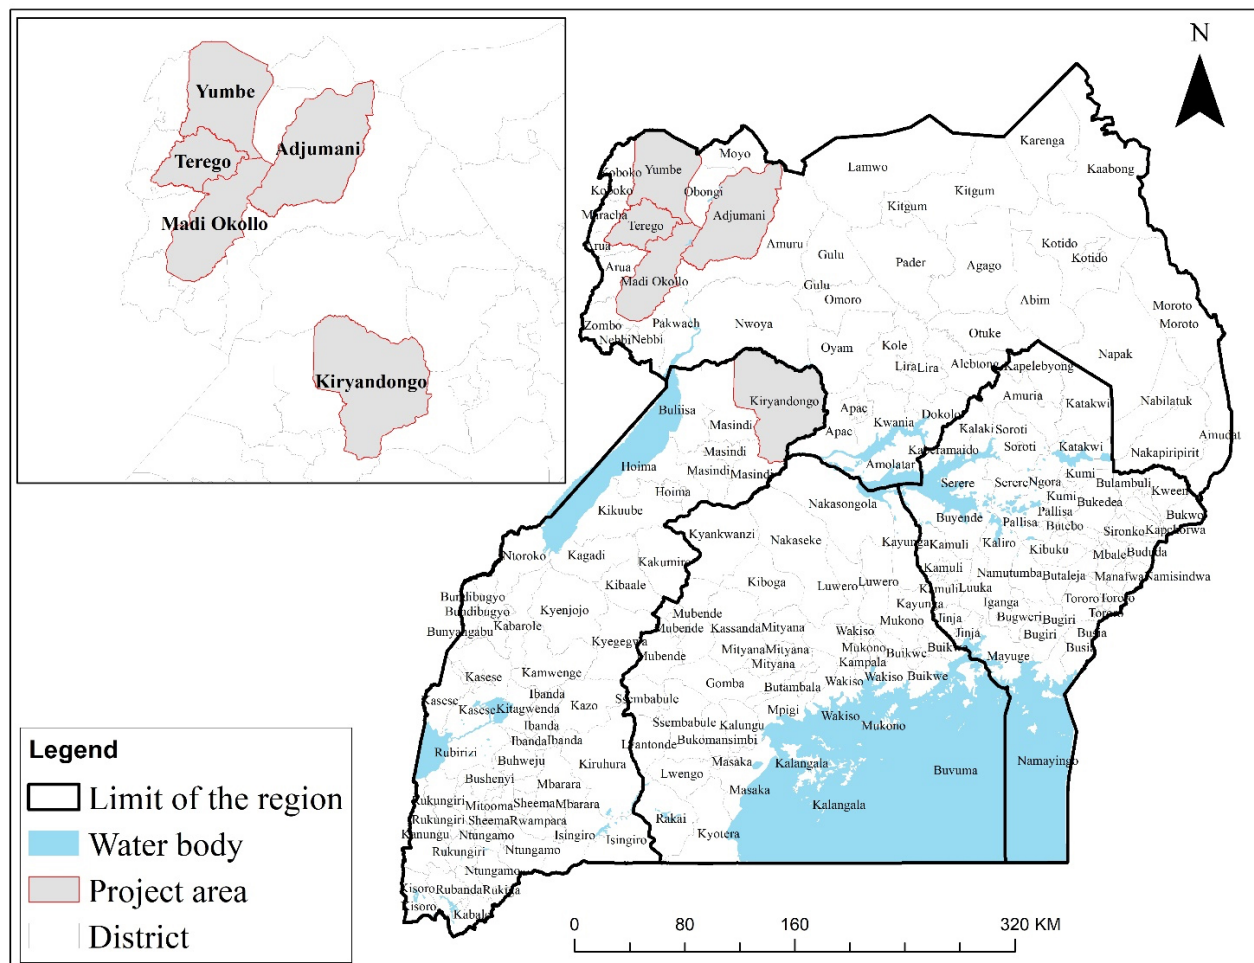 Yumbe
Adjumani
Terego
Madi Okollo
Kiryandongo
N
Karenga
Kaabong
Moyo
Lamwo
Koboko
Yumbe
Koboko
Obongi
Kitgum
Kitgum
Maracha
Adjumani
Terego
Arua
Amuru
Gulu
Kotido
Kotido
Arua
Pader
Agago
Madi Okollo
Gulu
Omoro
Abim
Moroto
Moroto
Zombo
Pakwach
Nwoya
Nebbi
Nebbi
Otuke
Oyam
Kole
Napak
Lira
Lira
Alebtong
Kapelebyong
Kiryandongo
Amuria
Katakwi
Nabilatuk
Buliisa
Apac
Kwania
Dokolo
Masindi
Apac
Kalaki
Soroti
Amudat
Masindi
Kaberamaido
Soroti
Katakwi
Nakapiripirit
Hoima
Masindi
Masindi
Amolatar
Kumi
Serere
Serere
Ngora
Bulambuli
Kween
Hoima
Kumi
Bukedea
Kikuube
Nakasongola
Pallisa
Bukwo
Buyende
Pallisa
Butebo
Sironko
Kapchorwa
Kyankwanzi
Nakaseke
Kayunga
Kamuli
Kaliro
Kibuku
Mbale
Bududa
Ntoroko
Kagadi
Kakumiro
Kamuli
Namutumba
Butaleja
Manafwa
Namisindwa
Kibaale
Kiboga
Luwero
Luwero
Kamuli
Luuka
Bundibugyo
Bundibugyo
Kyenjojo
Kayunga
Iganga
Tororo
Tororo
Mubende
Mukono
Jinja
Bugweri
Bugiri
Tororo
Bunyangabu
Kabarole
Mubende
Kassanda
Mityana
Wakiso
Jinja
Bugiri
Busia
Kyegegwa
Mubende
Mityana
Mityana
Mukono
Buikwe
Buikwe
Busia
Mityana
Kampala
Mayuge
Kasese
Kamwenge
Gomba
Butambala
Wakiso
Wakiso
Buikwe
Kasese
Kasese
Ibanda
Kitagwenda
Kazo
Ssembabule
Mpigi
Wakiso
Mukono
Ibanda
Ssembabule
Kalungu
Ibanda
Ibanda
Lyantonde
Bukomansimbi
Rubirizi
Buhweju
Kiruhura
Masaka
Kalangala
Buvuma
Namayingo
Bushenyi
Mbarara
Lwengo
Masaka
Rukungiri
Mitooma
Sheema
Mbarara
Kalangala
Rukungiri
Sheema
Rwampara
Rakai
Kanungu
Ntungamo
Isingiro
Isingiro
Kyotera
Rukungiri
Ntungamo
Ntungamo
Kisoro
Rubanda
Rukiga
Kisoro
Kabale
Legend
Limit of the region
Water body
Project area
District
0 80 160 320 KM